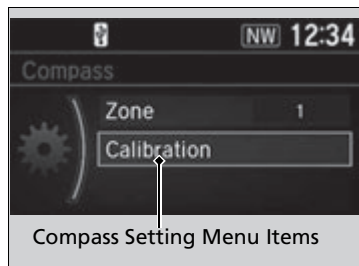 NW 12:34
Compass
Zone 1
Calibration
Compass Setting Menu Items